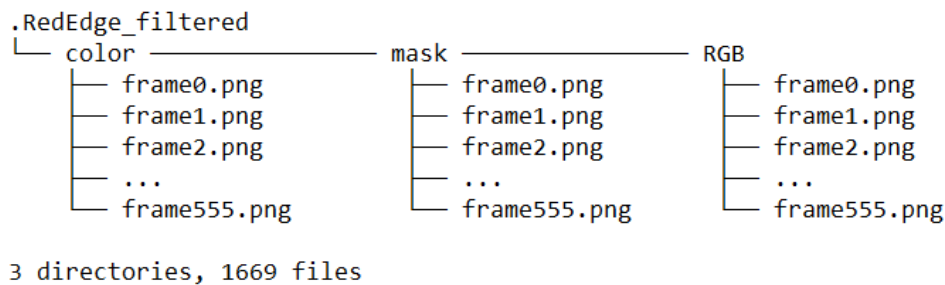 .RedEdge_filtered
└── color ──────────────── mask ──────────────── RGB
    ├── frame0.png          ├── frame0.png          ├── frame0.png
    ├── frame1.png          ├── frame1.png          ├── frame1.png
    ├── frame2.png          ├── frame2.png          ├── frame2.png
    ├── ...                 ├── ...                 ├── ...
    └── frame555.png        └── frame555.png        └── frame555.png
3 directories, 1669 files